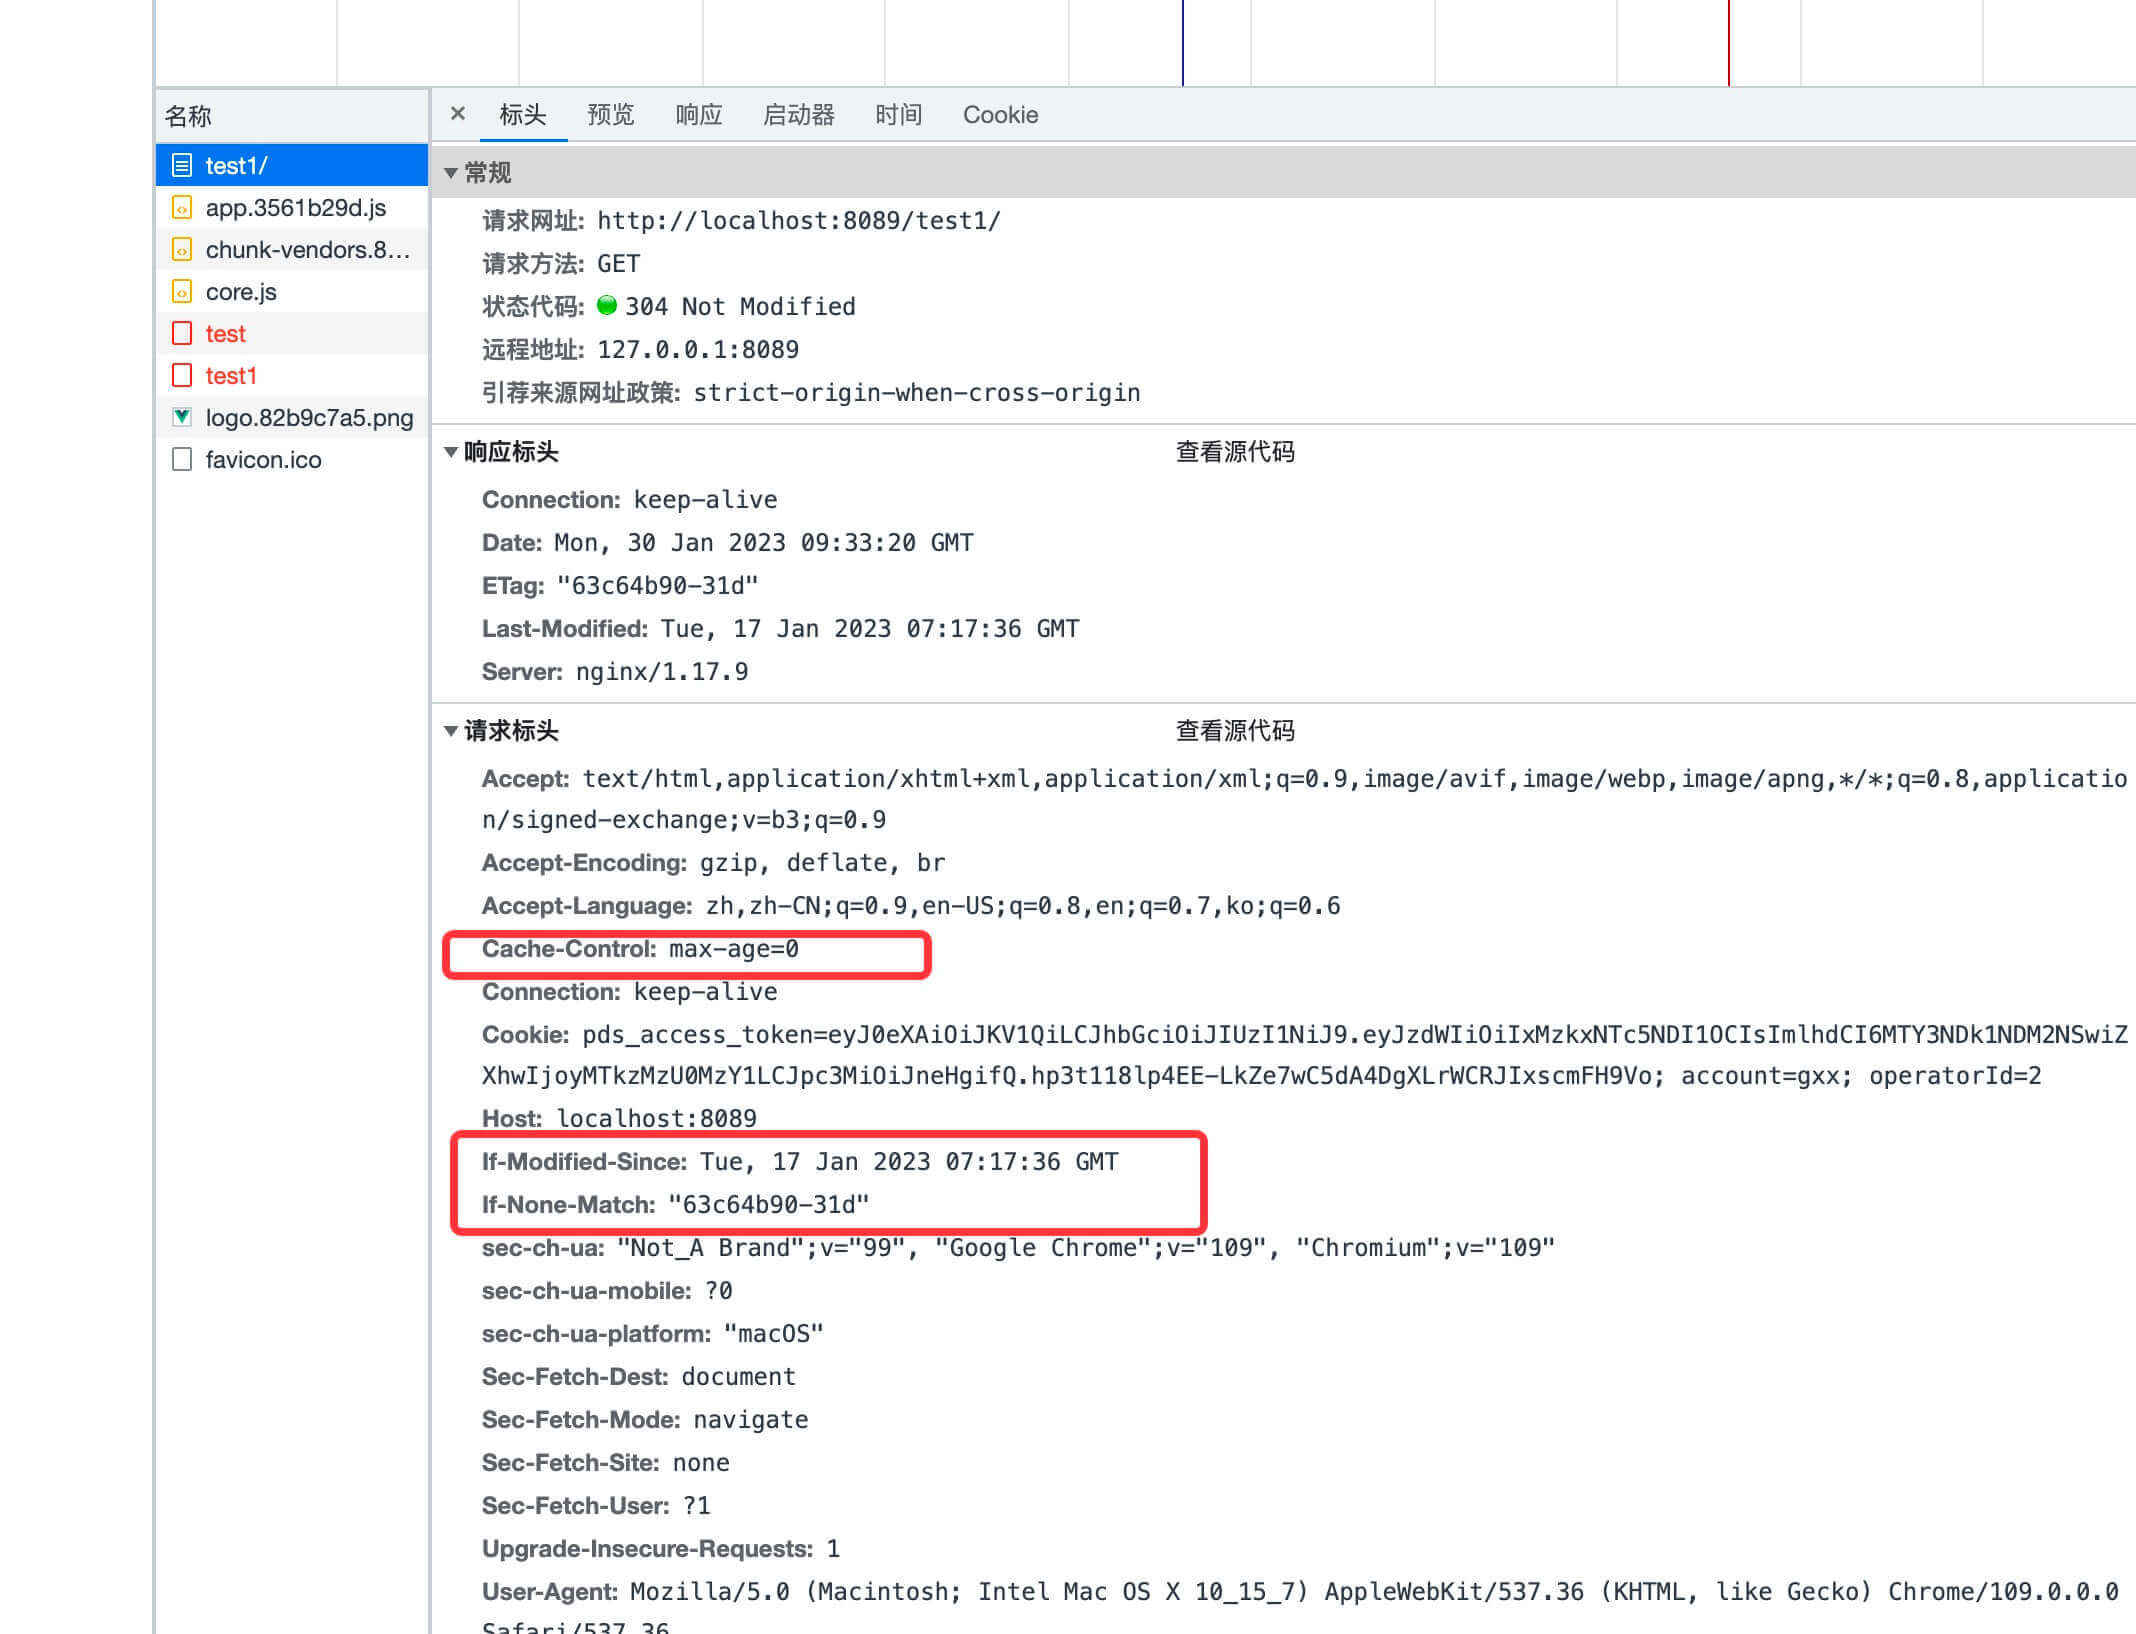 名称
test1/
app.3561b29d.js
chunk-vendors.8...
core.js
test
test1
logo.82b9c7a5.png
favicon.ico
× 标头 预览 响应 启动器 时间 Cookie
常规
请求网址: http://localhost:8089/test1/
请求方法: GET
状态代码: 304 Not Modified
远程地址: 127.0.0.1:8089
引荐来源网址政策: strict-origin-when-cross-origin
响应标头 查看源代码
Connection: keep-alive
Date: Mon, 30 Jan 2023 09:33:20 GMT
ETag: "63c64b90-31d"
Last-Modified: Tue, 17 Jan 2023 07:17:36 GMT
Server: nginx/1.17.9
请求标头 查看源代码
Accept: text/html,application/xhtml+xml,application/xml;q=0.9,image/avif,image/webp,image/apng,*/*;q=0.8,applicatio
n/signed-exchange;v=b3;q=0.9
Accept-Encoding: gzip, deflate, br
Accept-Language: zh,zh-CN;q=0.9,en-US;q=0.8,en;q=0.7,ko;q=0.6
Cache-Control: max-age=0
Connection: keep-alive
Cookie: pds_access_token=eyJ0eXAiOiJKV1QiLCJhbGciOiJIUzI1NiJ9.eyJzdWIiOiIxMzkxNTc5NDI1OCIsImlhdCI6MTY3NDk1NDM2NSwiZ
XhwIjoyMTkzMzU0MzY1LCJpc3MiOiJneHgifQ.hp3t118lp4EE-LkZe7wC5dA4DgXLrWCRJIxscmFH9Vo; account=gxx; operatorId=2
Host: localhost:8089
If-Modified-Since: Tue, 17 Jan 2023 07:17:36 GMT
If-None-Match: "63c64b90-31d"
sec-ch-ua: "Not_A Brand";v="99", "Google Chrome";v="109", "Chromium";v="109"
sec-ch-ua-mobile: ?0
sec-ch-ua-platform: "macOS"
Sec-Fetch-Dest: document
Sec-Fetch-Mode: navigate
Sec-Fetch-Site: none
Sec-Fetch-User: ?1
Upgrade-Insecure-Requests: 1
User-Agent: Mozilla/5.0 (Macintosh; Intel Mac OS X 10_15_7) AppleWebKit/537.36 (KHTML, like Gecko) Chrome/109.0.0.0
Safari/537.36